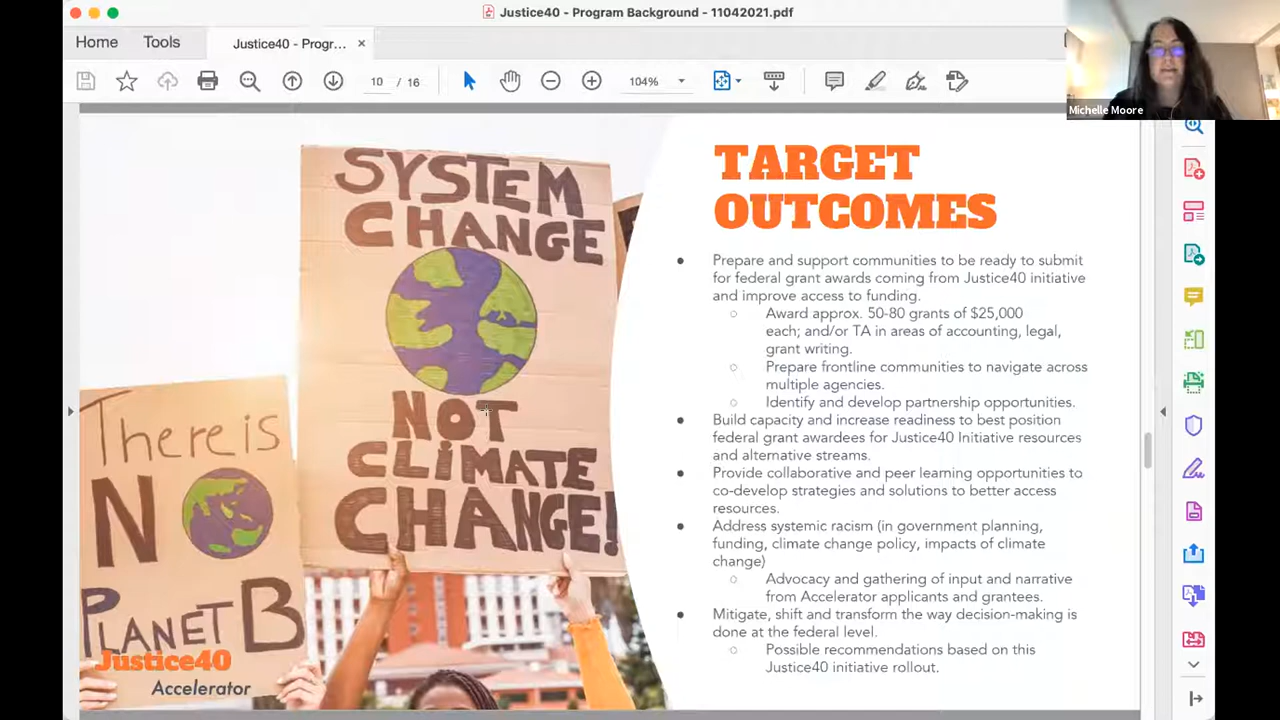 Justice40 - Program Background - 11042021.pdf
Home
Tools
Justice40 - Progr...
10 / 16
104%
Michelle Moore
SYSTEM
CHANGE
NOT
CLiMATE
CHANGE!
There is
NO
PLANET B
Justice40
Accelerator
TARGET
OUTCOMES
Prepare and support communities to be ready to submit
for federal grant awards coming from Justice40 initiative
and improve access to funding.
Award approx. 50-80 grants of $25,000
each; and/or TA in areas of accounting, legal,
grant writing.
Prepare frontline communities to navigate across
multiple agencies.
Identify and develop partnership opportunities.
Build capacity and increase readiness to best position
federal grant awardees for Justice40 Initiative resources
and alternative streams.
Provide collaborative and peer learning opportunities to
co-develop strategies and solutions to better access
resources.
Address systemic racism (in government planning,
funding, climate change policy, impacts of climate
change)
Advocacy and gathering of input and narrative
from Accelerator applicants and grantees.
Mitigate, shift and transform the way decision-making is
done at the federal level.
Possible recommendations based on this
Justice40 initiative rollout.